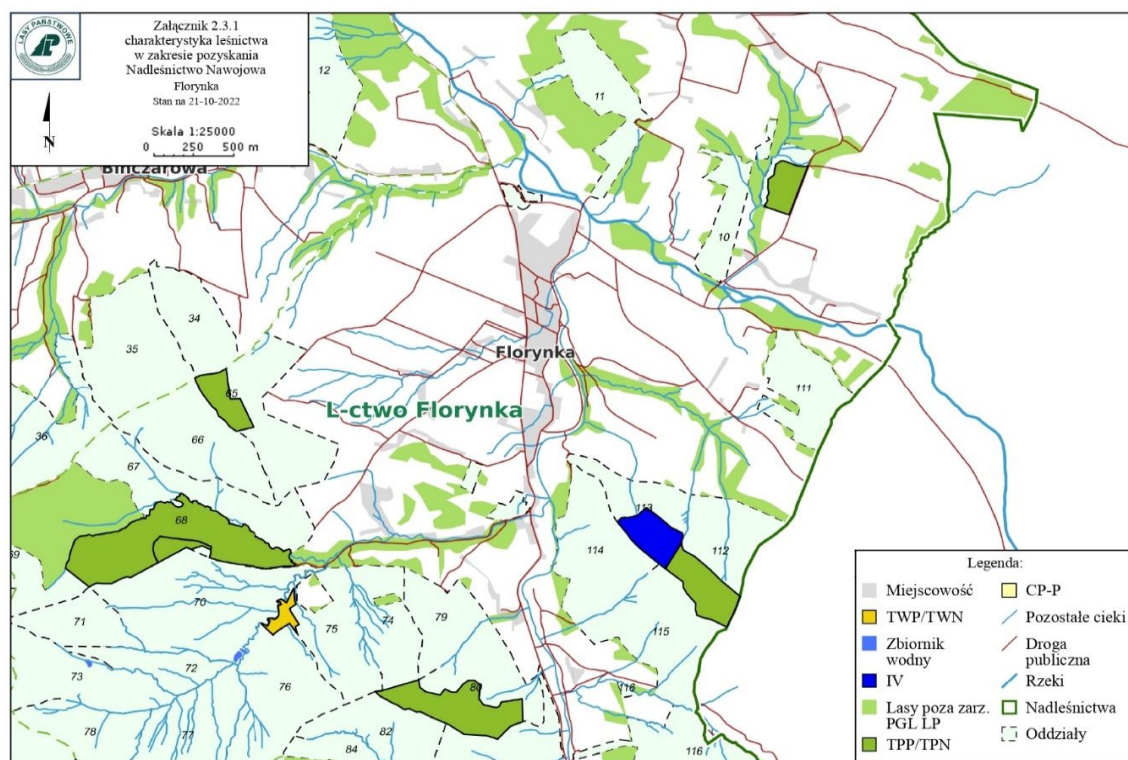 LASY PAŃSTWOWE
Załącznik 2.3.1
charakterystyka leśnictwa
w zakresie pozyskania
Nadleśnictwo Nawojowa
Florynka
Stan na 21-10-2022
N
Skala 1:25000
0 250 500 m
Binczarowa
12
11
10
34
35
Florynka
65
111
L-ctwo Florynka
36
66
67
68
113
69
114
112
70
71
75
74
79
115
72
73
76
80
116
78
77
82
84
116
Legenda:
Miejscowość
TWP/TWN
Zbiornik
wodny
IV
Lasy poza zarz.
PGL LP
TPP/TPN
CP-P
Pozostałe cieki
Droga
publiczna
Rzeki
Nadleśnictwa
Oddziały